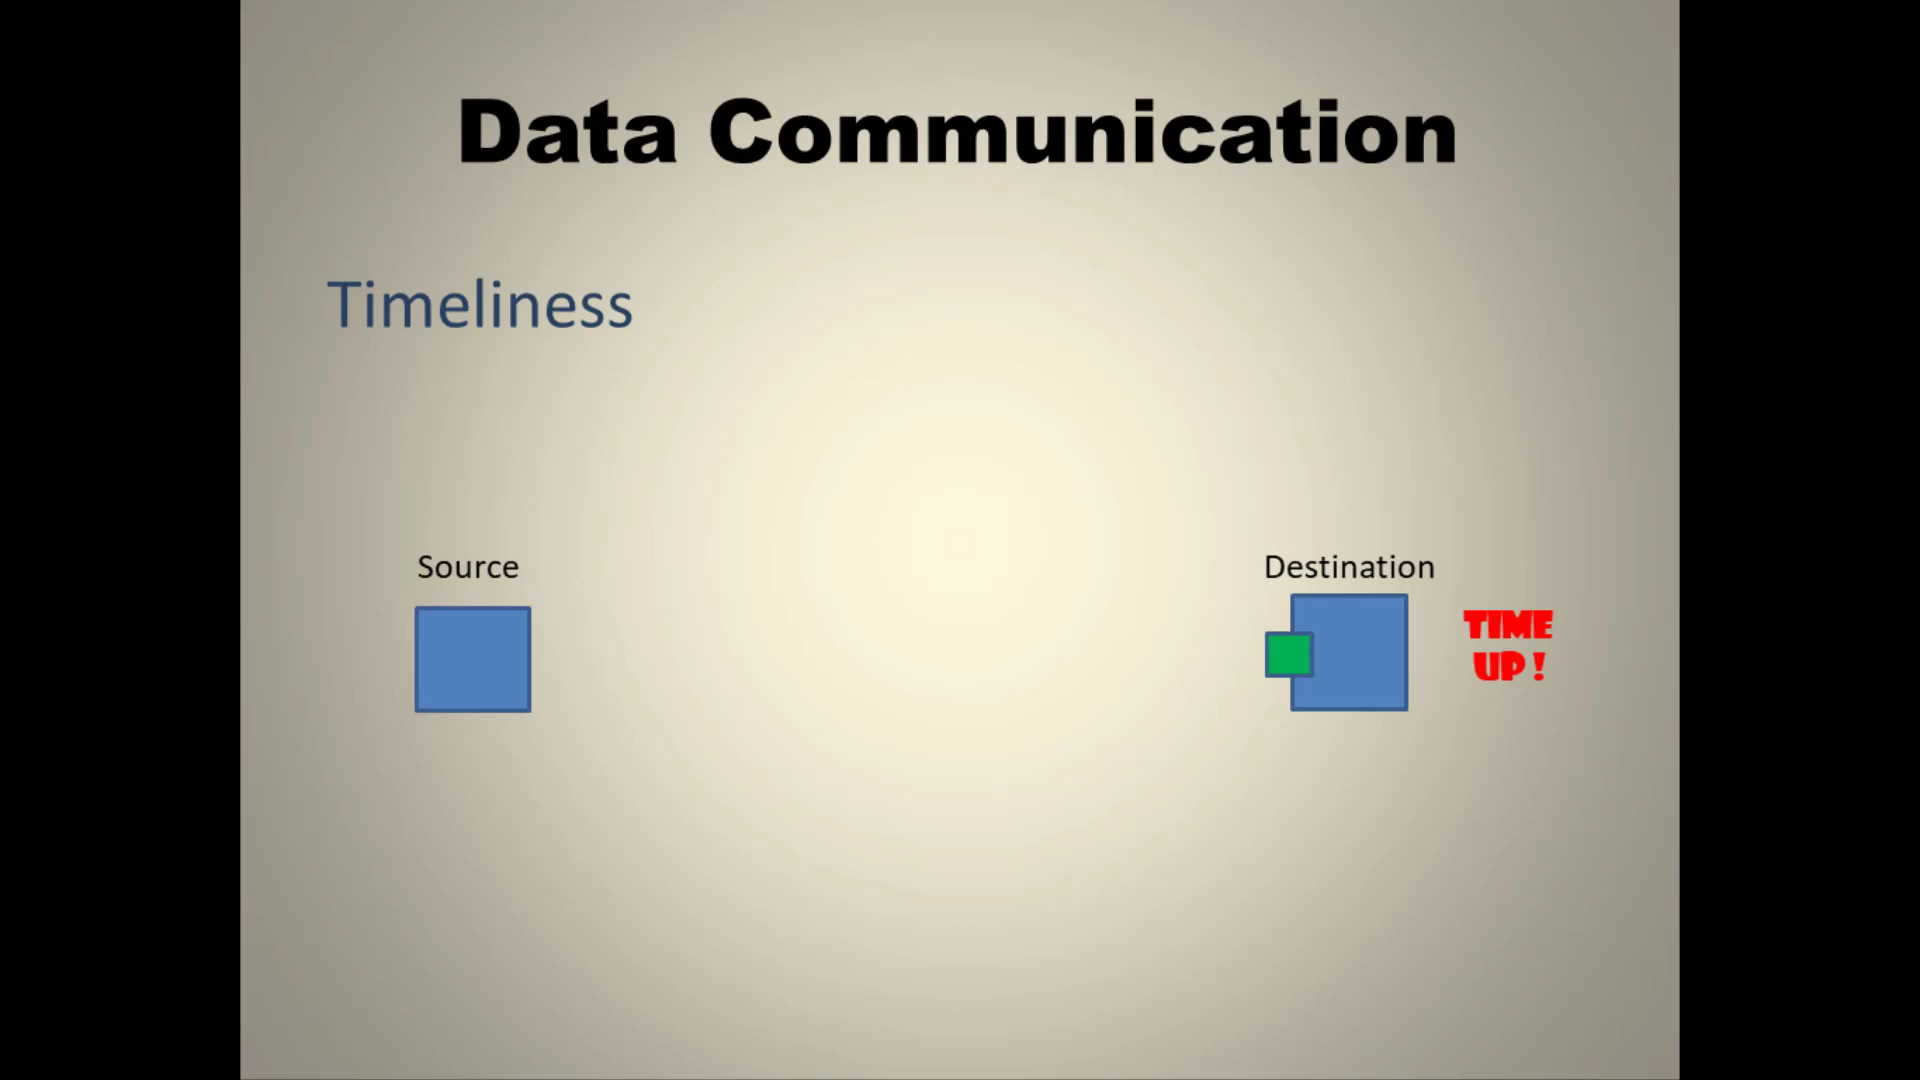 Data Communication
Timeliness
Source
Destination
TIME
UP !